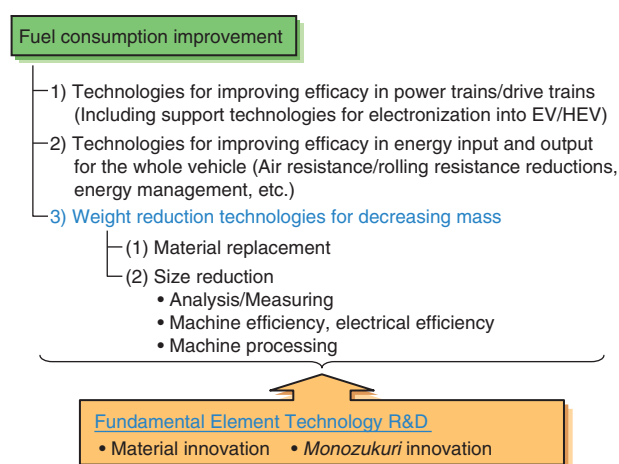 Fuel consumption improvement
1) Technologies for improving efficacy in power trains/drive trains
(Including support technologies for electronization into EV/HEV)
2) Technologies for improving efficacy in energy input and output
for the whole vehicle (Air resistance/rolling resistance reductions,
energy management, etc.)
3) Weight reduction technologies for decreasing mass
(1) Material replacement
(2) Size reduction
• Analysis/Measuring
• Machine efficiency, electrical efficiency
• Machine processing
Fundamental Element Technology R&D
• Material innovation • Monozukuri innovation